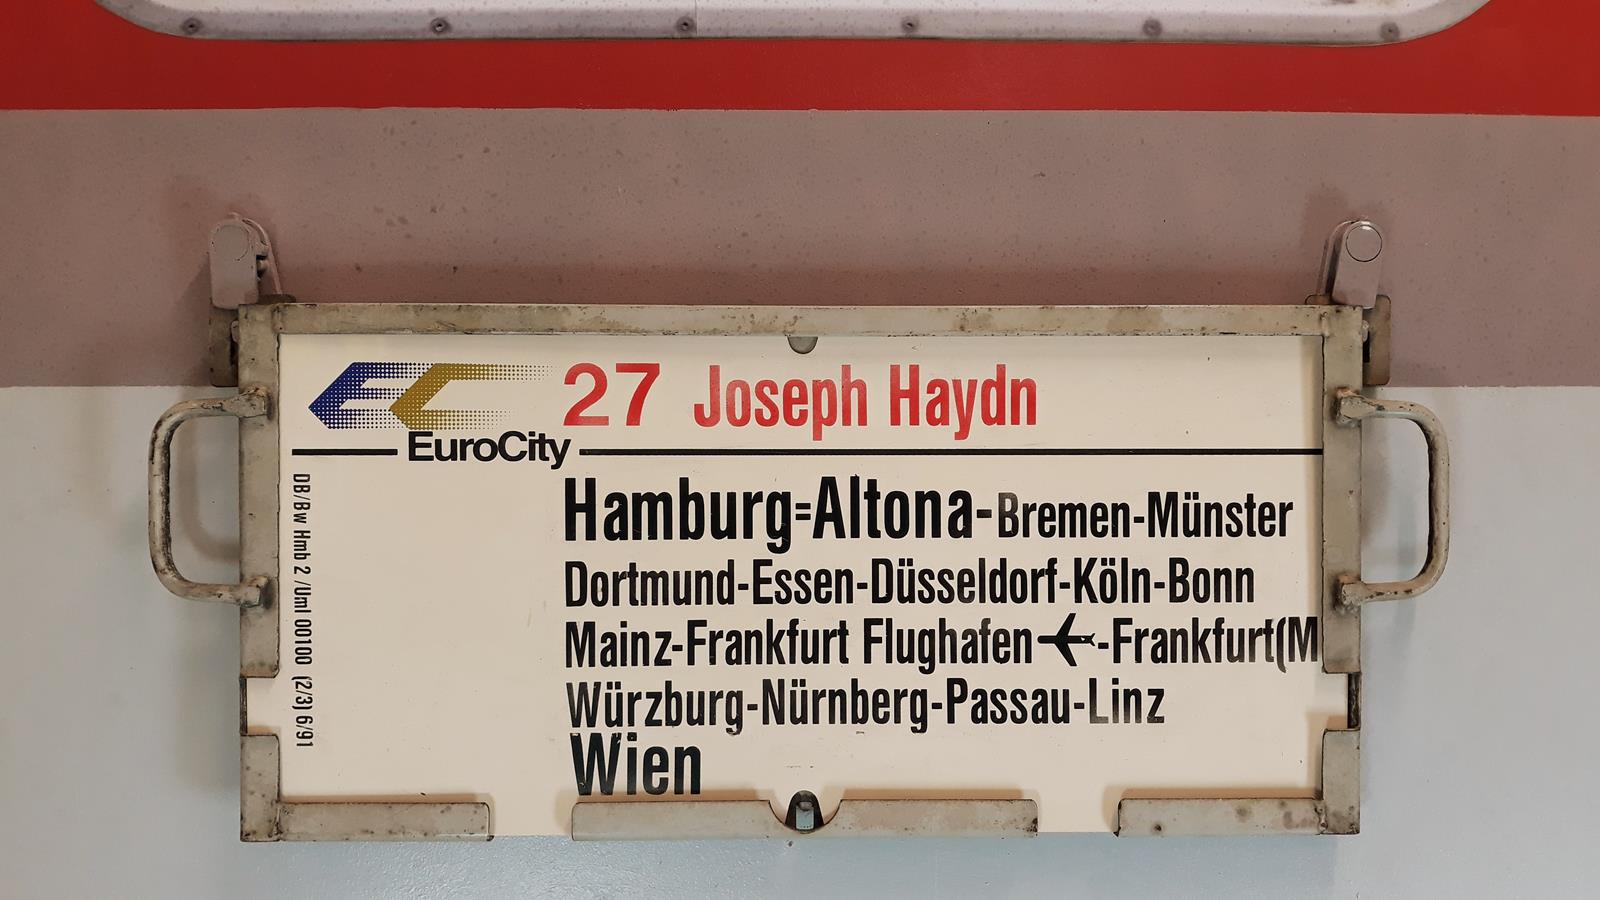 EC 27 Joseph Haydn
EuroCity
Hamburg=Altona-Bremen-Münster
Dortmund-Essen-Düsseldorf-Köln-Bonn
Mainz-Frankfurt Flughafen✈-Frankfurt(M
Würzburg-Nürnberg-Passau-Linz
Wien
DB/Bw Hmb 2 /Uml 00100 (2/3) 6/91